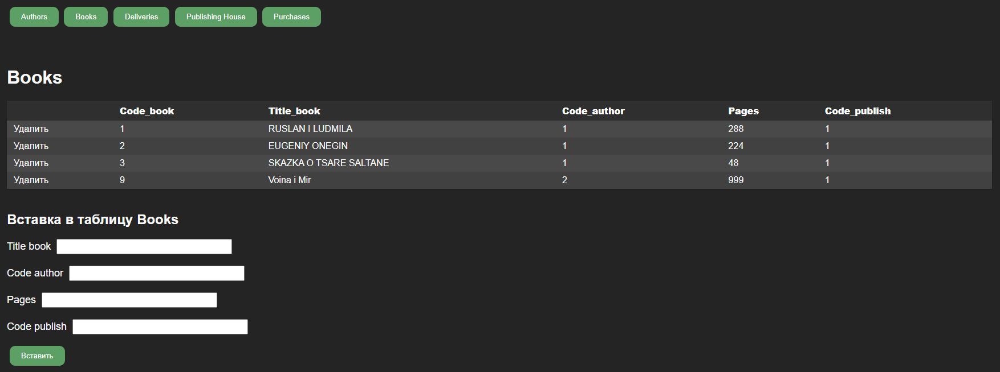 Authors Books Deliveries Publishing House Purchases
Books
Code_book Title_book Code_author Pages Code_publish
Удалить 1 RUSLAN I LUDMILA 1 288 1
Удалить 2 EUGENIY ONEGIN 1 224 1
Удалить 3 SKAZKA O TSARE SALTANE 1 48 1
Удалить 9 Voina i Mir 2 999 1
Вставка в таблицу Books
Title book
Code author
Pages
Code publish
Вставить